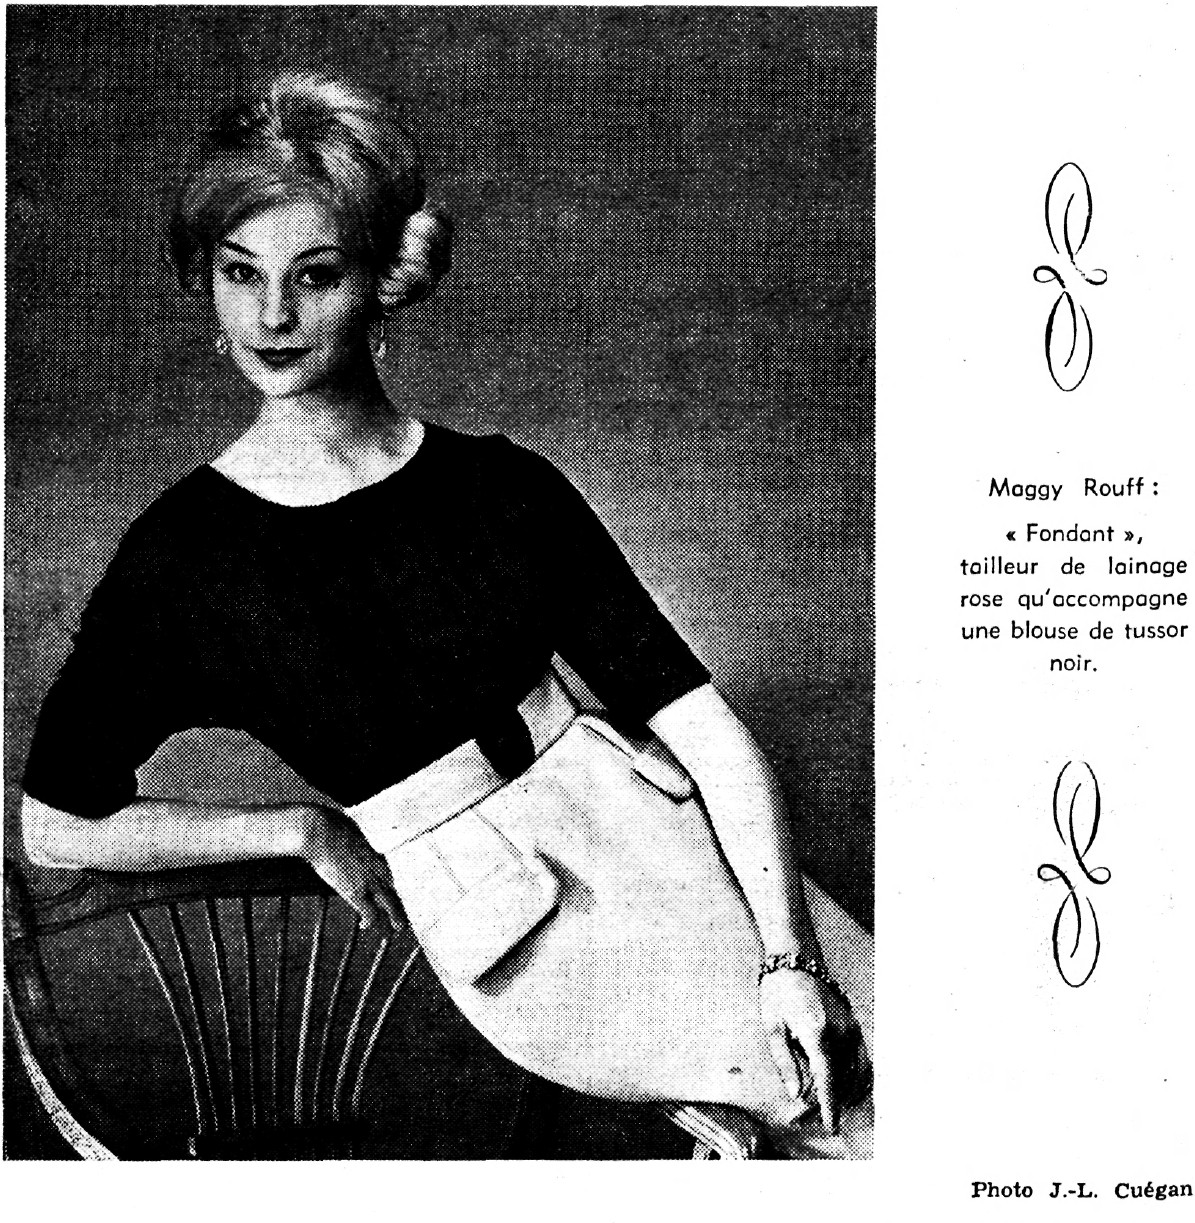 Maggy Rouff :
« Fondant »,
tailleur de lainage
rose qu'accompagne
une blouse de tussor
noir.
Photo J.-L. Cuégan